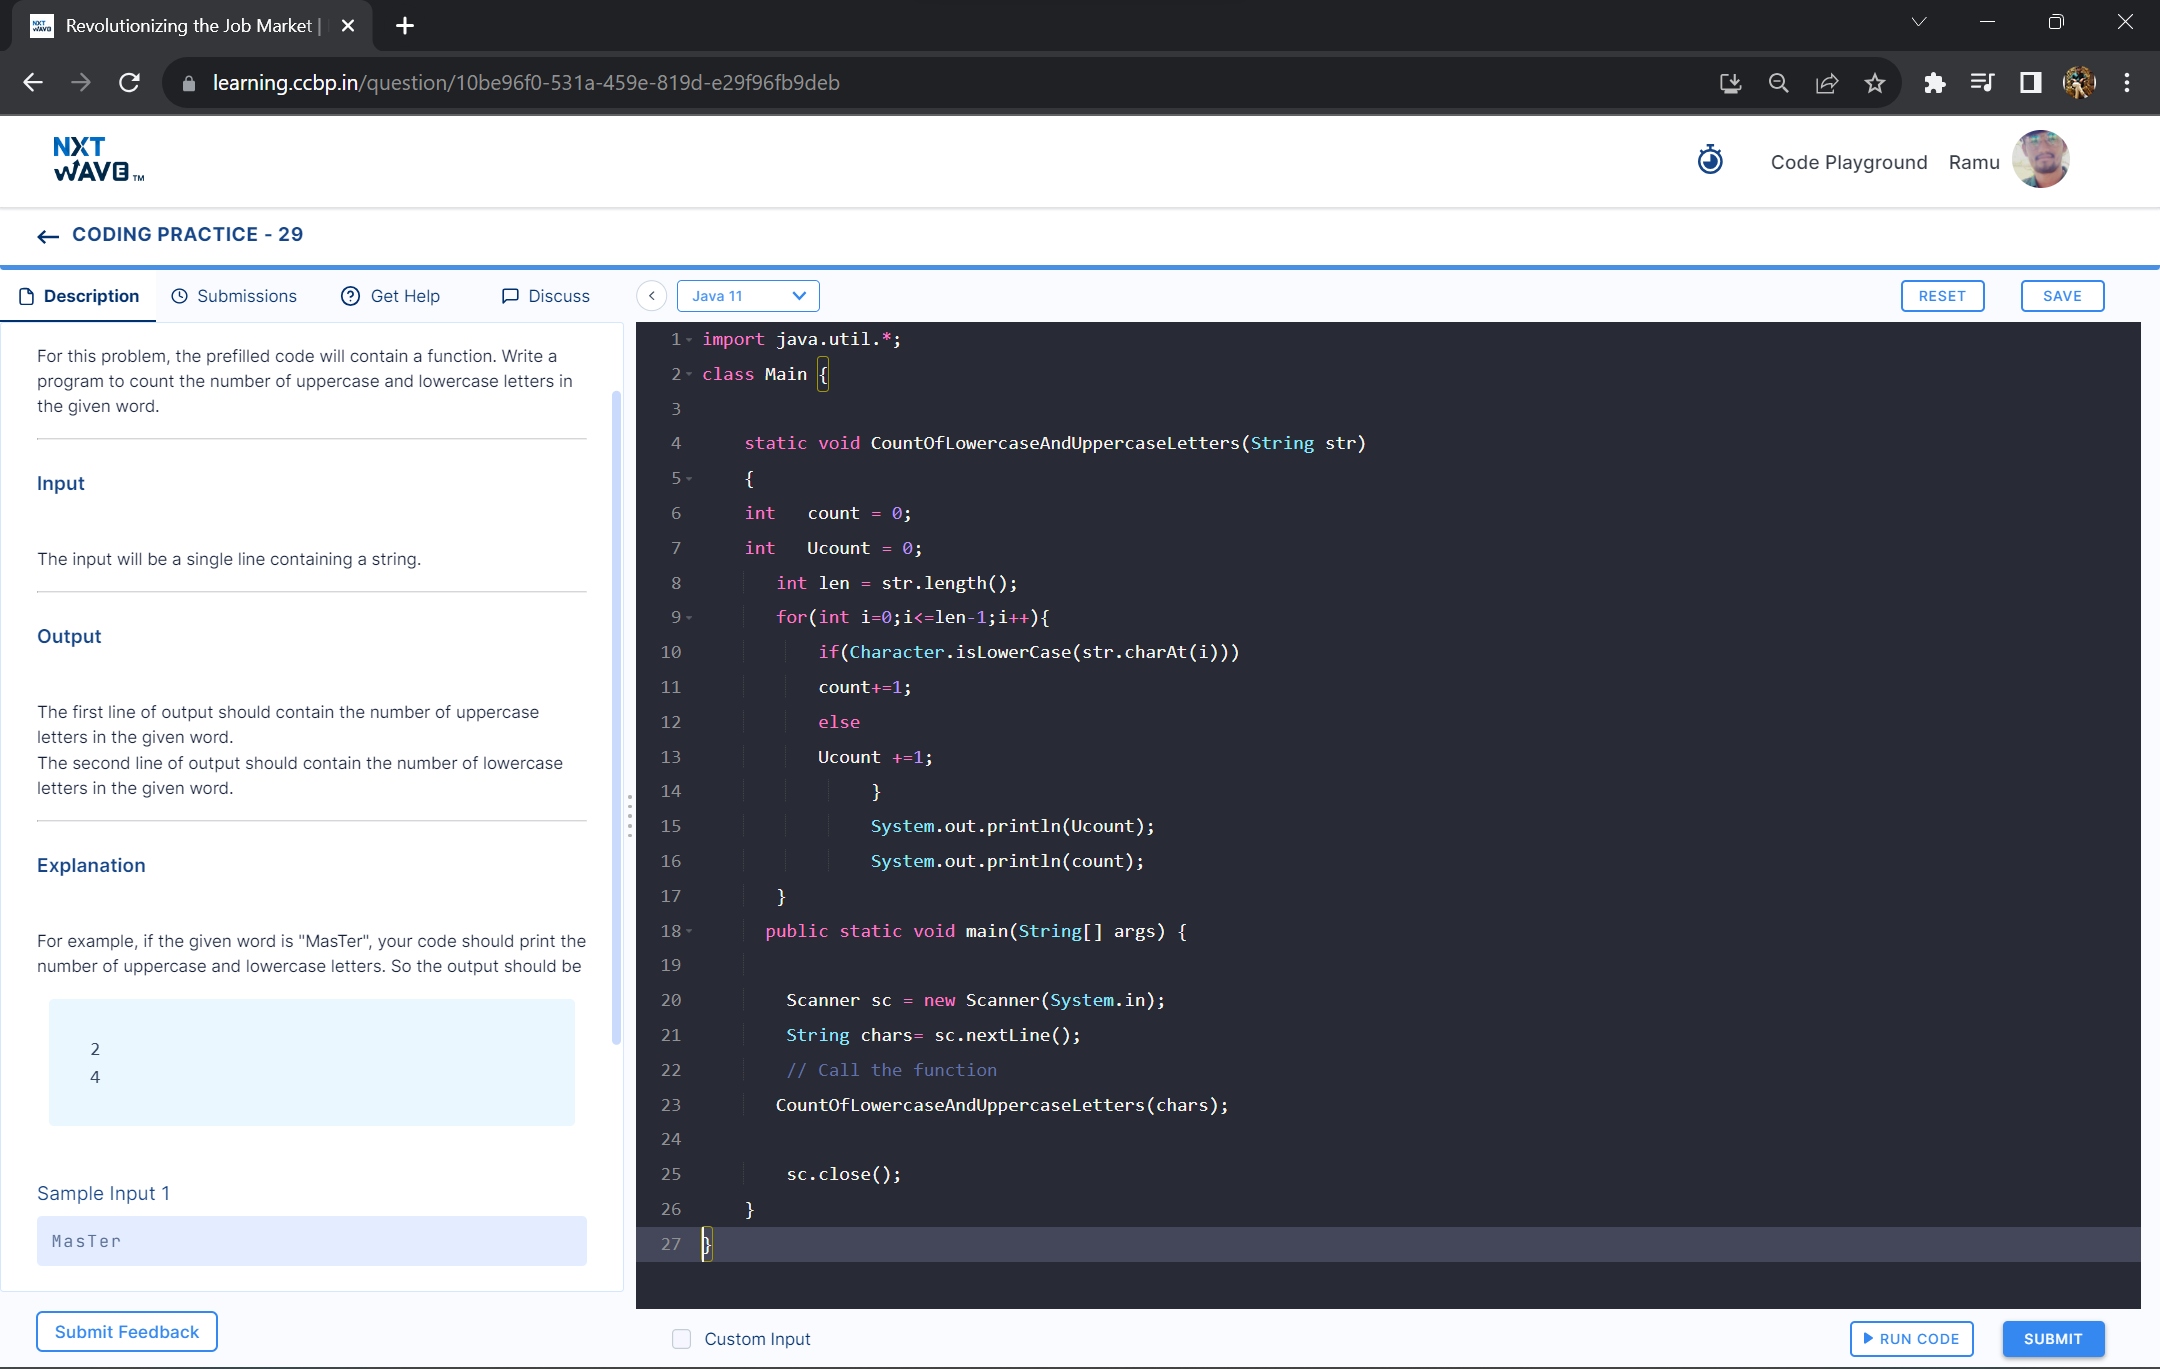 NXT WAVE Revolutionizing the Job Market |
learning.ccbp.in/question/10be96f0-531a-459e-819d-e29f96fb9deb
NXT
WAVE TM
Code Playground Ramu
CODING PRACTICE - 29
Description Submissions Get Help Discuss
Java 11 RESET SAVE
For this problem, the prefilled code will contain a function. Write a
program to count the number of uppercase and lowercase letters in
the given word.
Input
The input will be a single line containing a string.
Output
The first line of output should contain the number of uppercase
letters in the given word.
The second line of output should contain the number of lowercase
letters in the given word.
Explanation
For example, if the given word is "MasTer", your code should print the
number of uppercase and lowercase letters. So the output should be
2
4
Sample Input 1
MasTer
Submit Feedback
1 import java.util.*;
2 class Main {
3
4 static void CountOfLowercaseAndUppercaseLetters(String str)
5 {
6 int   count = 0;
7 int   Ucount = 0;
8 int len = str.length();
9 for(int i=0;i<=len-1;i++){
10 if(Character.isLowerCase(str.charAt(i)))
11 count+=1;
12 else
13 Ucount +=1;
14 }
15 System.out.println(Ucount);
16 System.out.println(count);
17 }
18 public static void main(String[] args) {
19
20 Scanner sc = new Scanner(System.in);
21 String chars= sc.nextLine();
22 // Call the function
23 CountOfLowercaseAndUppercaseLetters(chars);
24
25 sc.close();
26 }
27 }
Custom Input RUN CODE SUBMIT